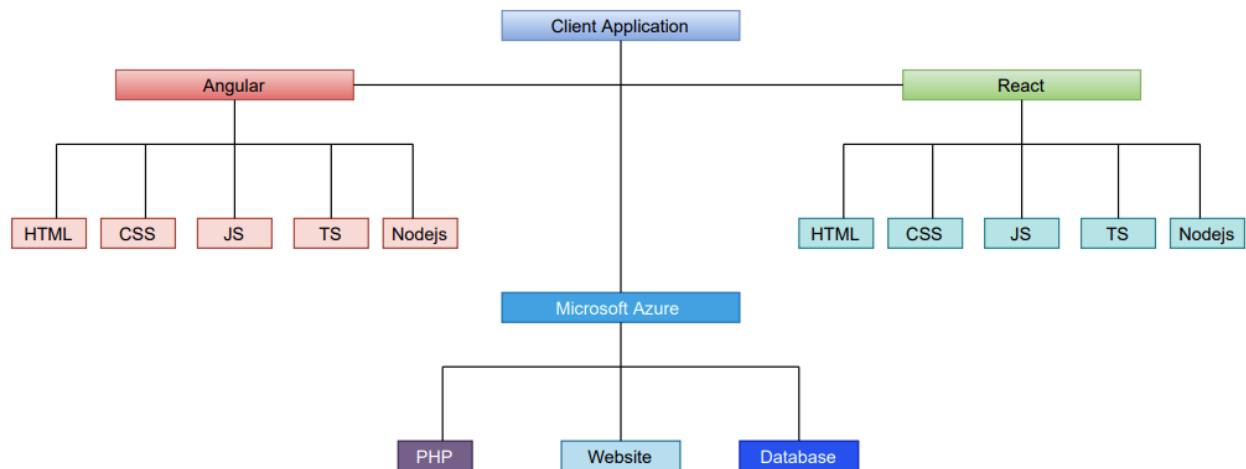 Client Application
Angular
React
HTML
CSS
JS
TS
Nodejs
HTML
CSS
JS
TS
Nodejs
Microsoft Azure
PHP
Website
Database